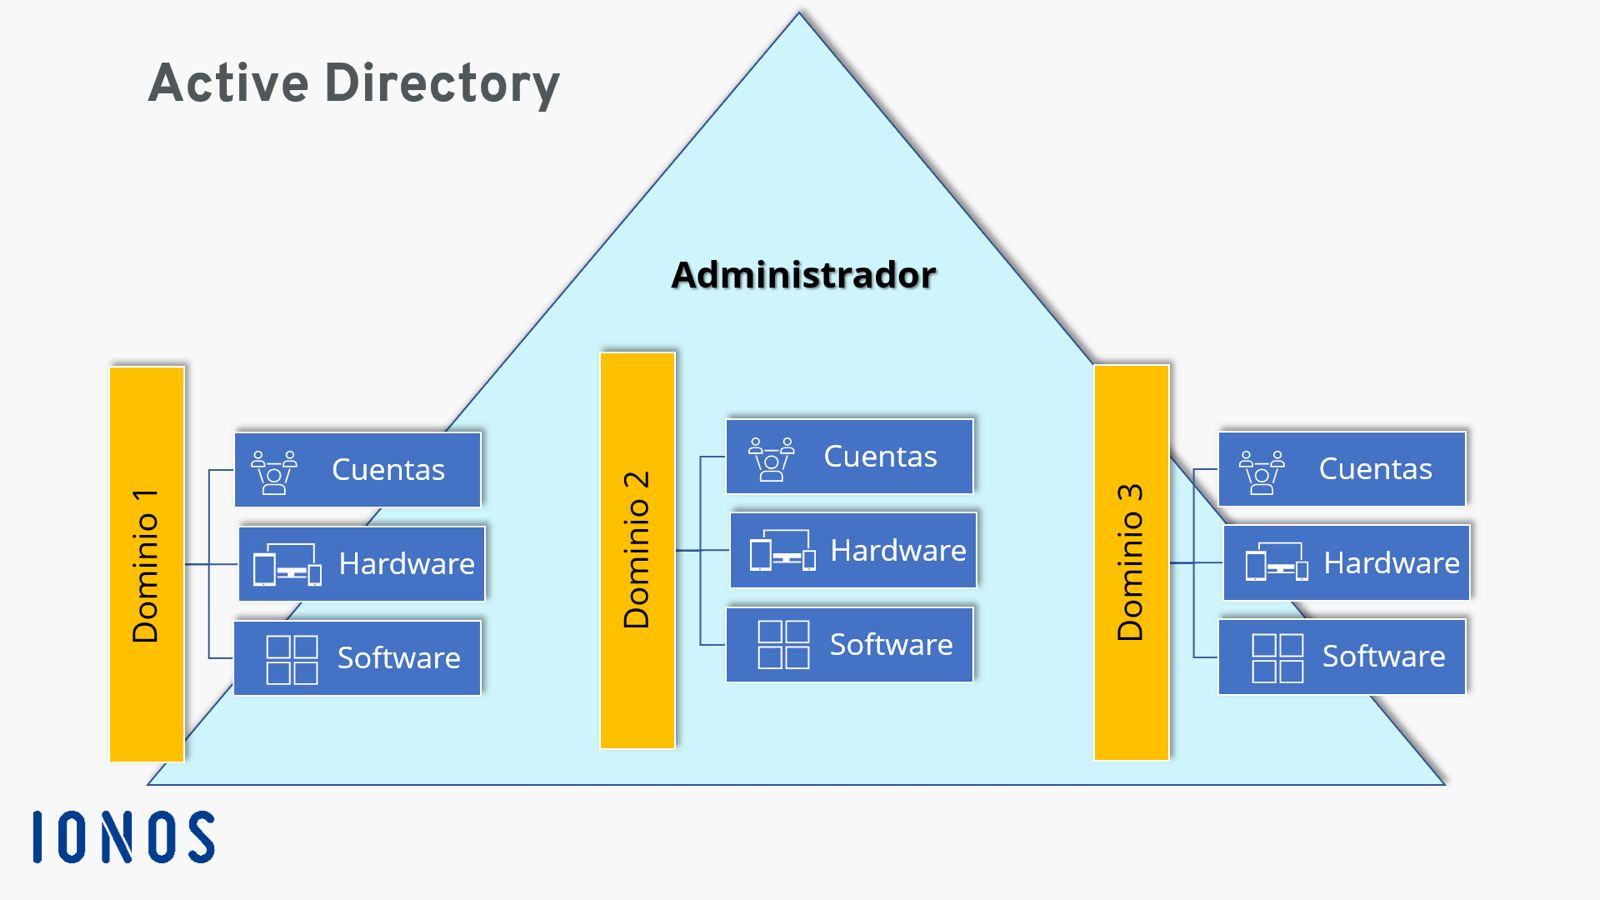 Active Directory
Administrador
Dominio 1
Cuentas
Hardware
Software
Dominio 2
Cuentas
Hardware
Software
Dominio 3
Cuentas
Hardware
Software
IONOS